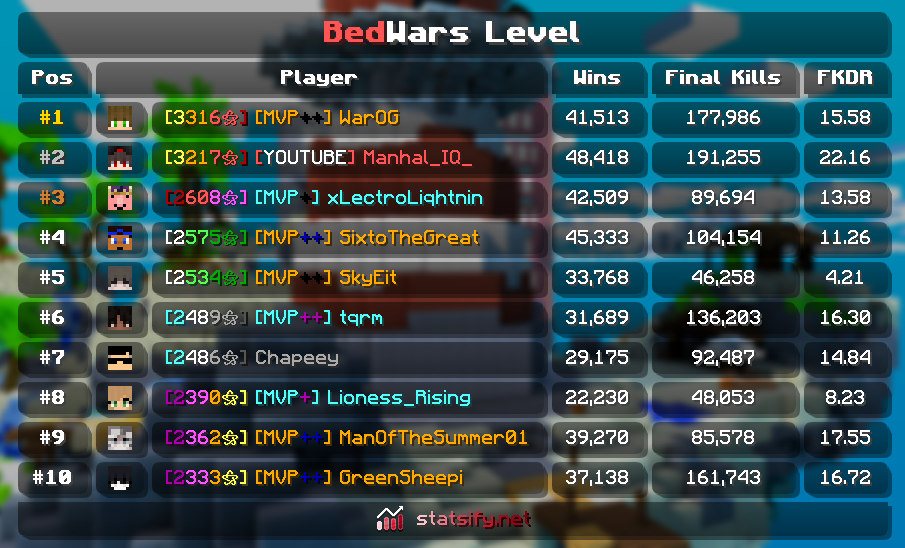 BedWars Level
Pos Player Wins Final Kills FKDR
#1 [3316✫] [MVP++] WarOG 41,513 177,986 15.58
#2 [3217✫] [YOUTUBE] Manhal_IQ_ 48,418 191,255 22.16
#3 [2608✫] [MVP+] xLectroLightnin 42,509 89,694 13.58
#4 [2575✫] [MVP++] SixtoTheGreat 45,333 104,154 11.26
#5 [2534✫] [MVP++] SkyEit 33,768 46,258 4.21
#6 [2489✫] [MVP++] tqrm 31,689 136,203 16.30
#7 [2486✫] Chapeey 29,175 92,487 14.84
#8 [2390✫] [MVP+] Lioness_Rising 22,230 48,053 8.23
#9 [2362✫] [MVP++] ManOfTheSummer01 39,270 85,578 17.55
#10 [2333✫] [MVP++] GreenSheepi 37,138 161,743 16.72
statsify.net